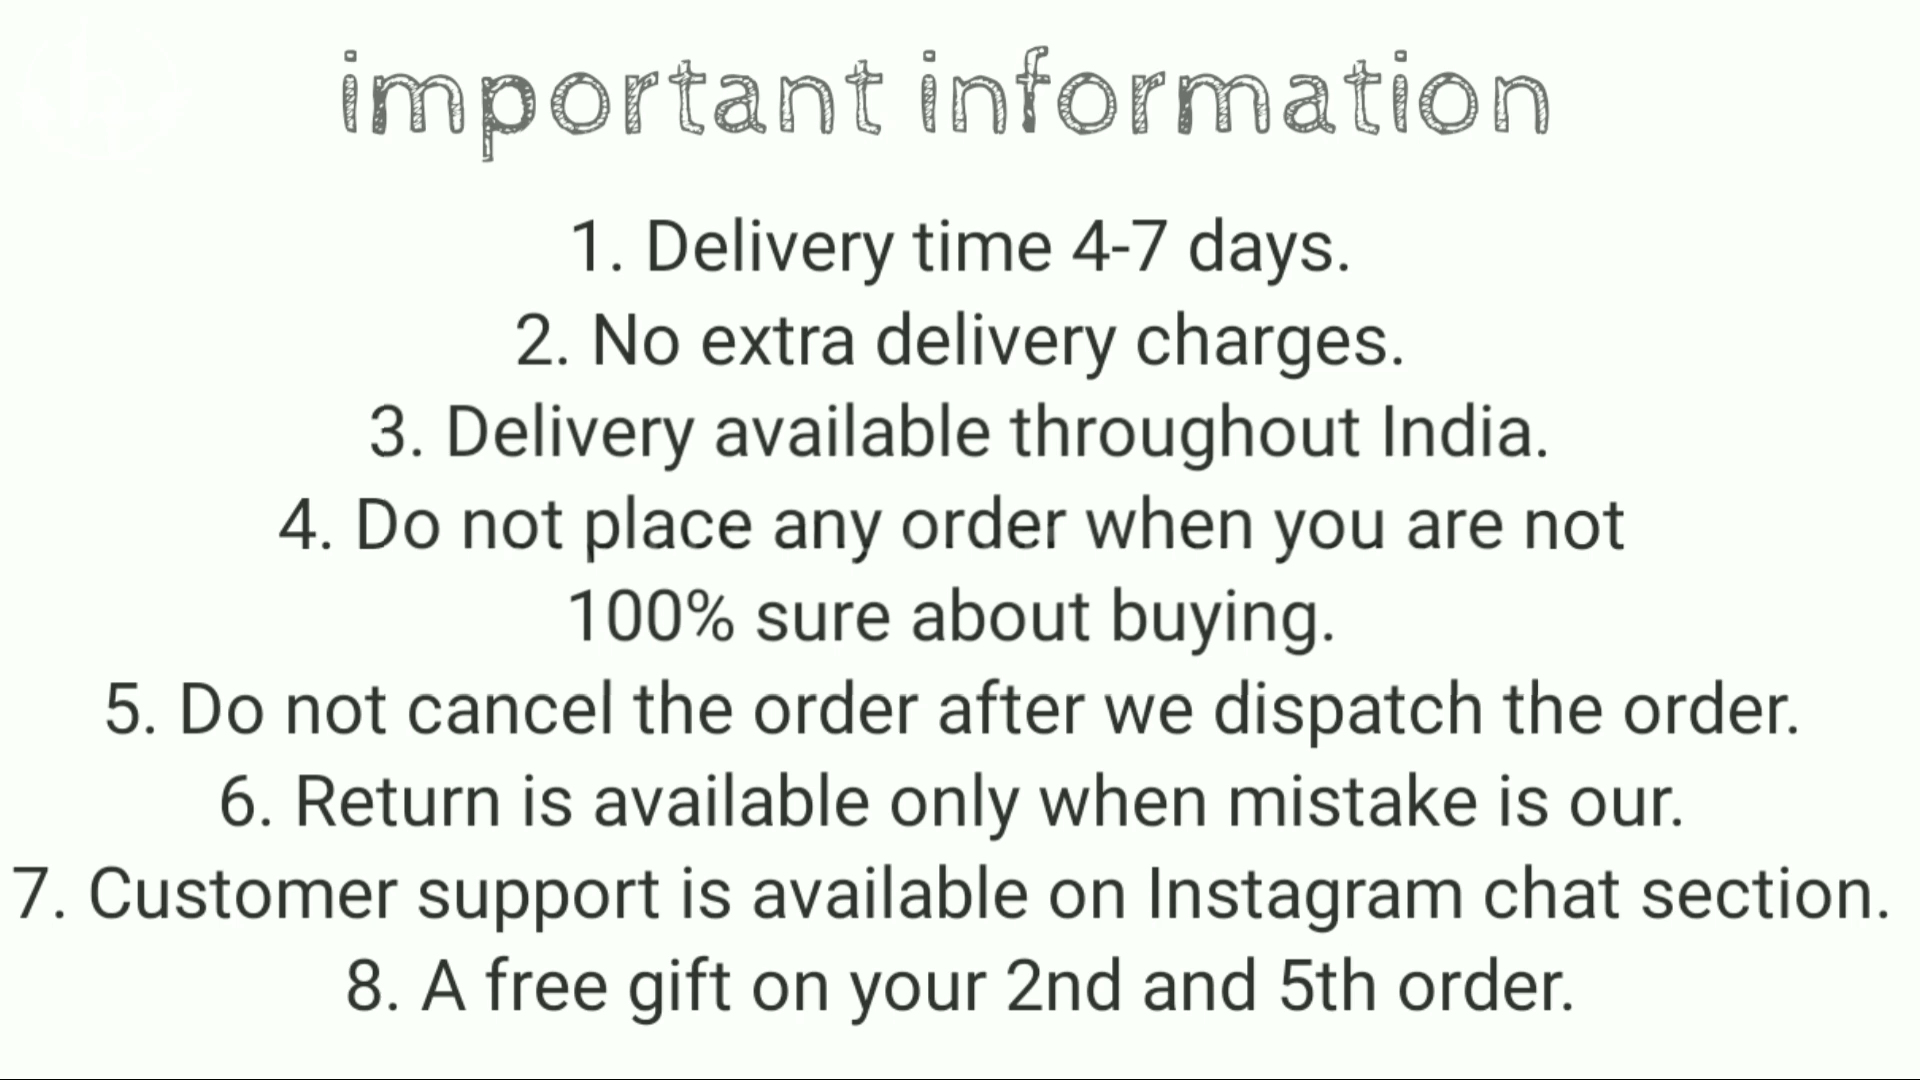 important information
1. Delivery time 4-7 days.
2. No extra delivery charges.
3. Delivery available throughout India.
4. Do not place any order when you are not
100% sure about buying.
5. Do not cancel the order after we dispatch the order.
6. Return is available only when mistake is our.
7. Customer support is available on Instagram chat section.
8. A free gift on your 2nd and 5th order.